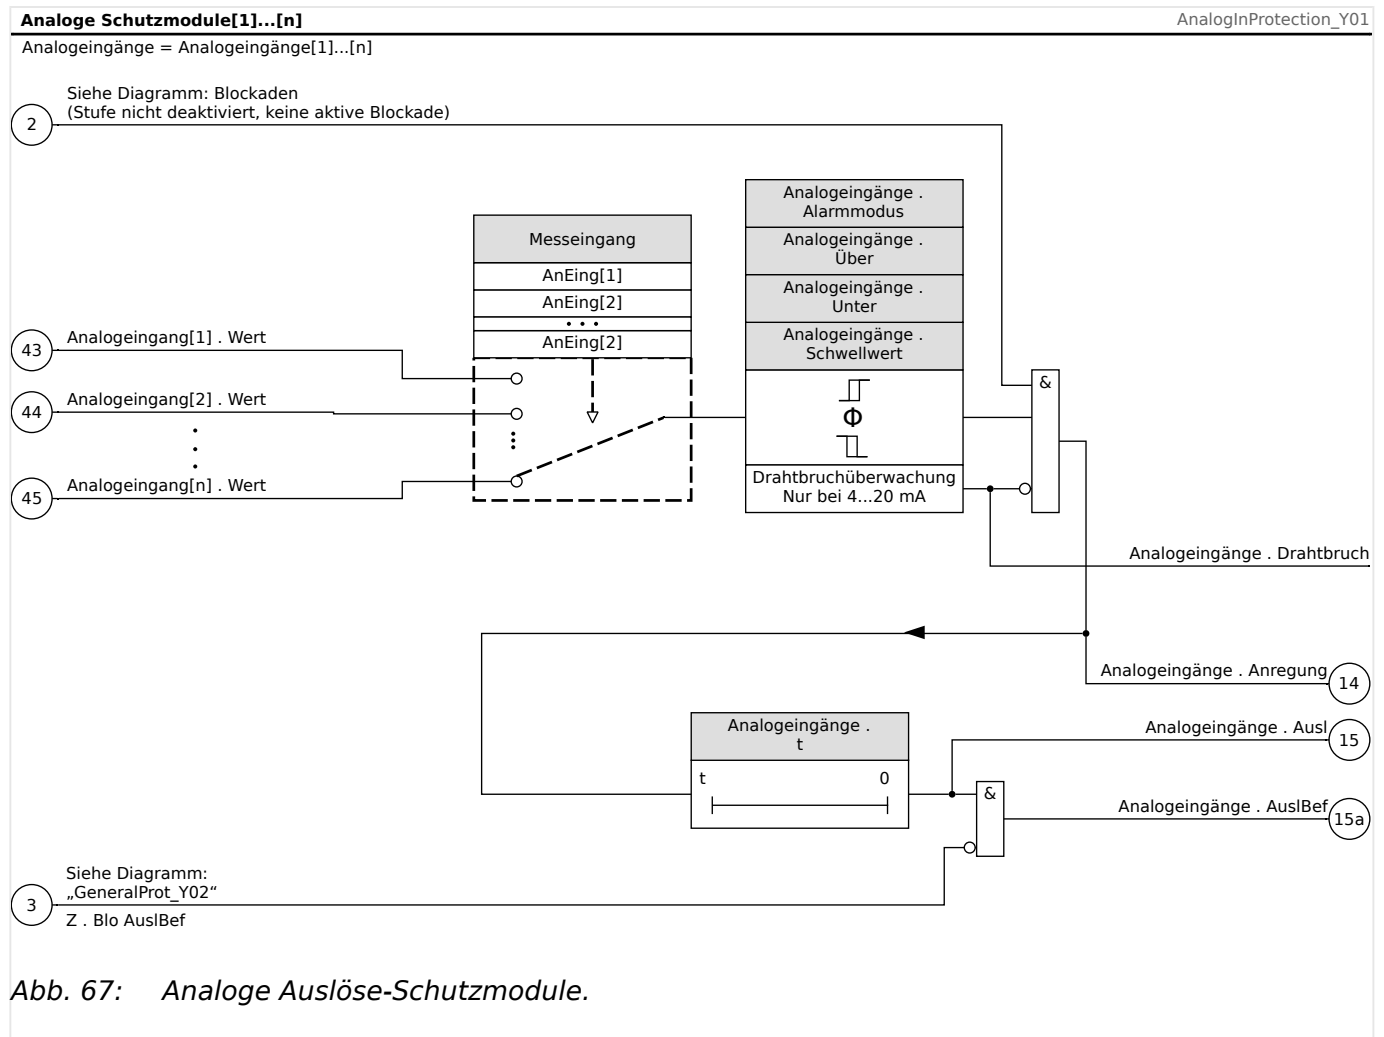 Analoge Schutzmodule[1]...[n]
AnalogInProtection_Y01
Analogeingänge = Analogeingänge[1]...[n]
Siehe Diagramm: Blockaden
(Stufe nicht deaktiviert, keine aktive Blockade)
2
Analogeingänge .
Alarmmodus
Analogeingänge .
Über
Analogeingänge .
Unter
Analogeingänge .
Schwellwert
Φ
Drahtbruchüberwachung
Nur bei 4...20 mA
Messeingang
AnEing[1]
AnEing[2]
• • •
AnEing[2]
43
Analogeingang[1] . Wert
44
Analogeingang[2] . Wert
45
Analogeingang[n] . Wert
&
Analogeingänge . Drahtbruch
Analogeingänge . Anregung
14
Analogeingänge .
t
t 0
Analogeingänge . Ausl
15
&
Analogeingänge . AuslBef
15a
Siehe Diagramm:
„GeneralProt_Y02“
3
Z . Blo AuslBef
Abb. 67: Analoge Auslöse-Schutzmodule.